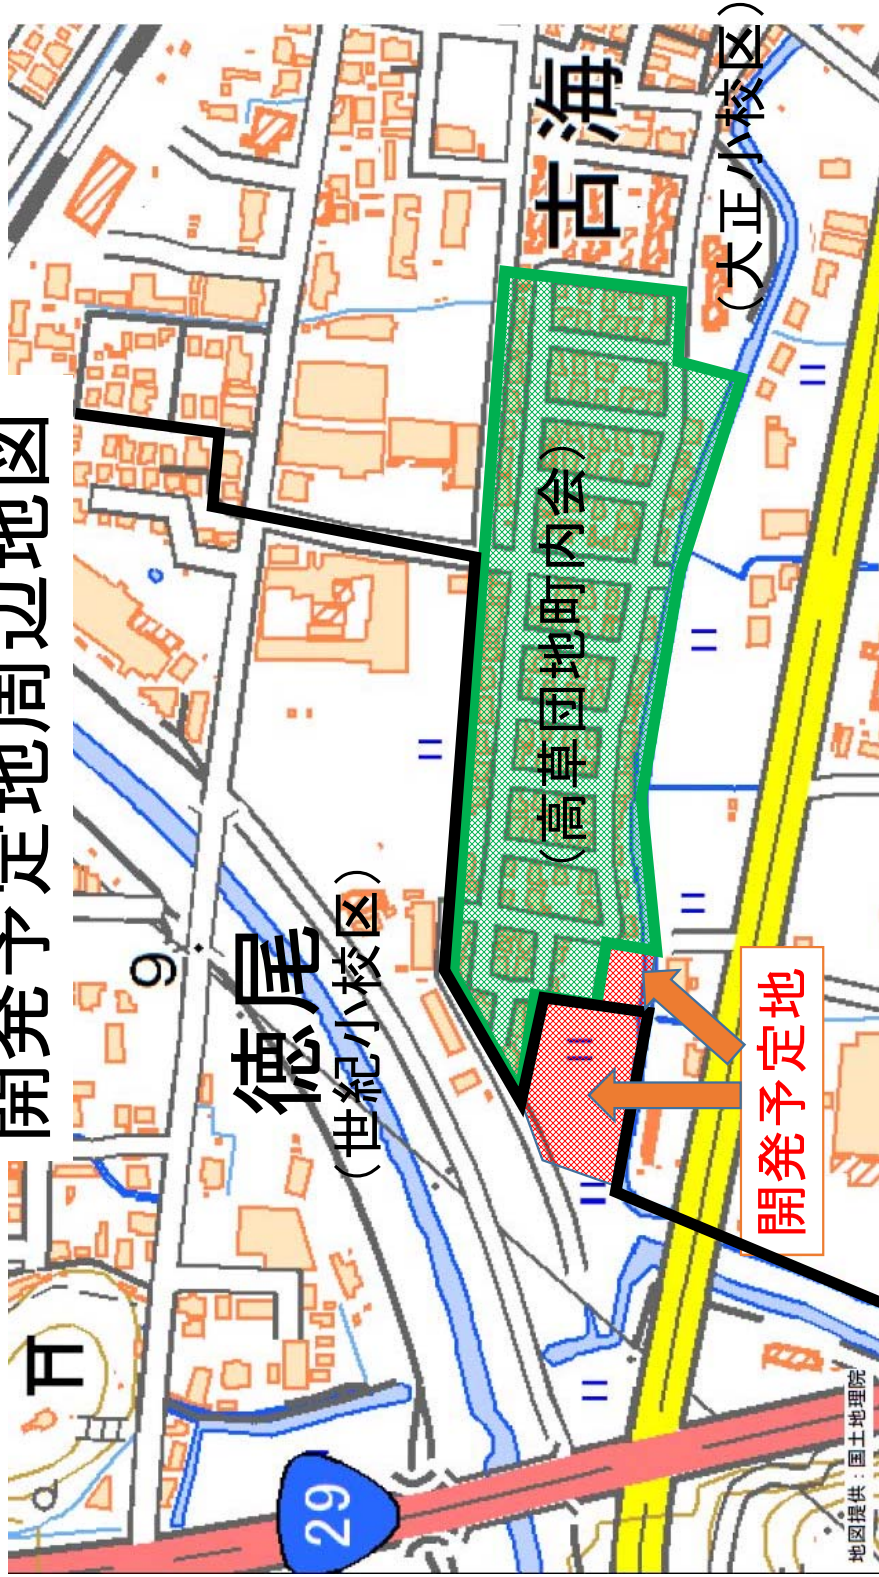 開発予定地周辺地図
9
徳尾
(世紀小校区)
古海
(大正小校区)
(高草団地町内会)
開発予定地
29
地図提供：国土地理院